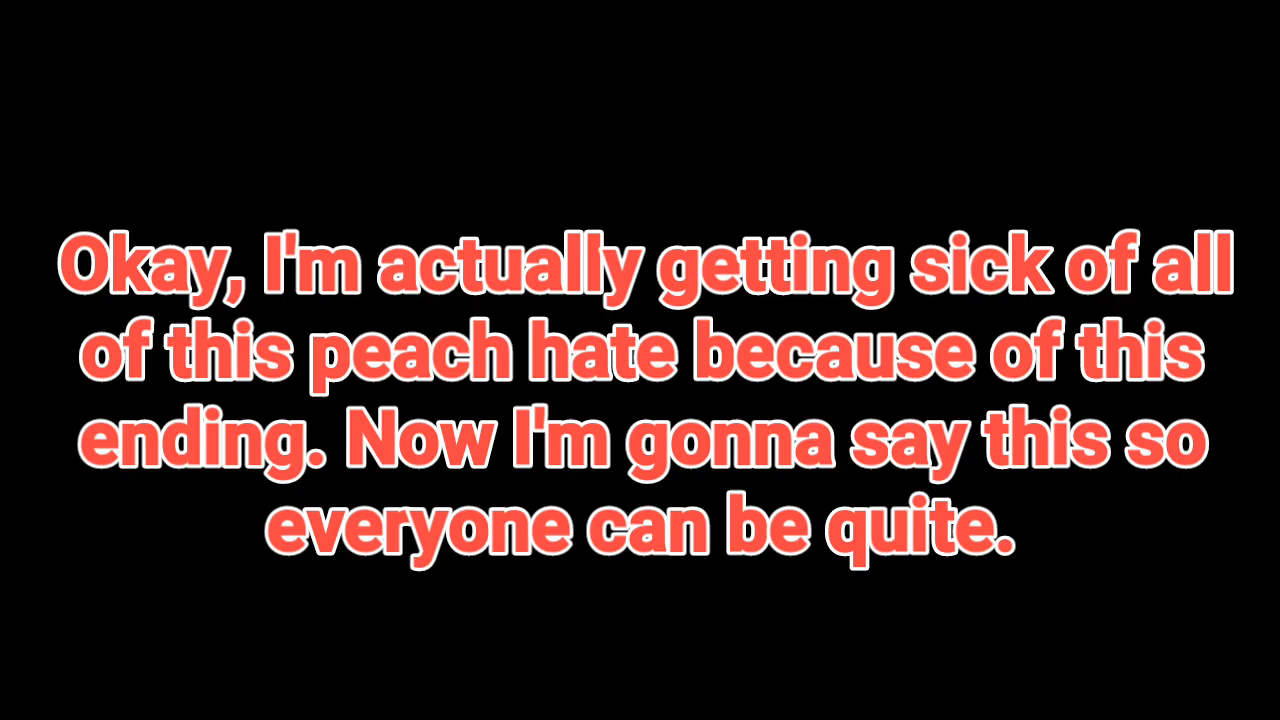 Okay, I'm actually getting sick of all
of this peach hate because of this
ending. Now I'm gonna say this so
everyone can be quite.